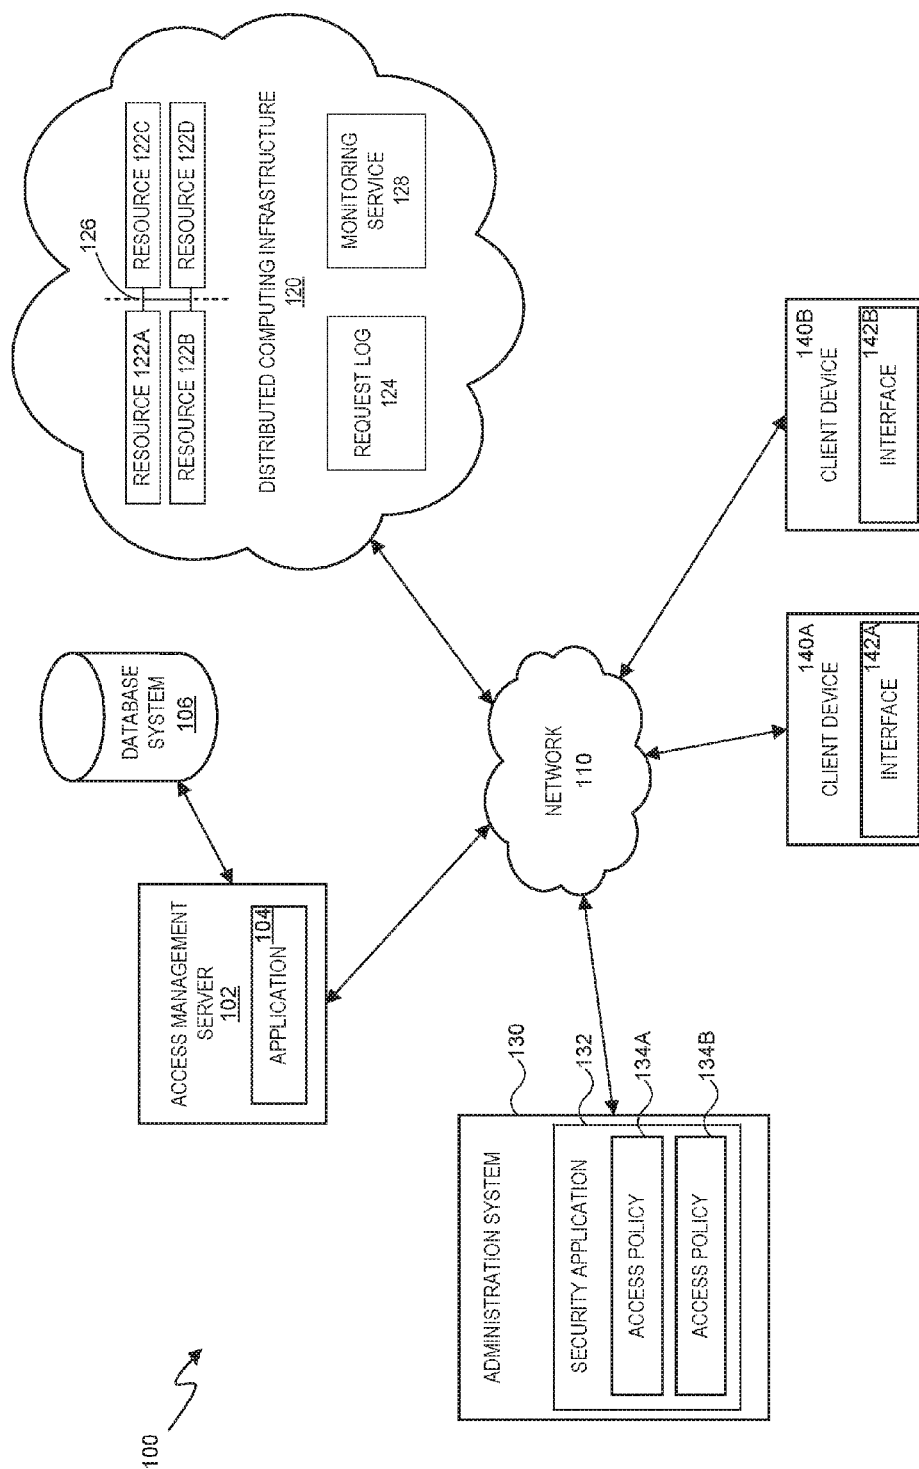 100
ACCESS MANAGEMENT
SERVER
102
APPLICATION
104
DATABASE
SYSTEM
106
126
RESOURCE 122A
RESOURCE 122C
RESOURCE 122B
RESOURCE 122D
DISTRIBUTED COMPUTING INFRASTRUCTURE
120
REQUEST LOG
124
MONITORING
SERVICE
128
NETWORK
110
ADMINISTRATION SYSTEM
130
SECURITY APPLICATION
132
ACCESS POLICY
134A
ACCESS POLICY
134B
140A
CLIENT DEVICE
142A
INTERFACE
140B
CLIENT DEVICE
142B
INTERFACE